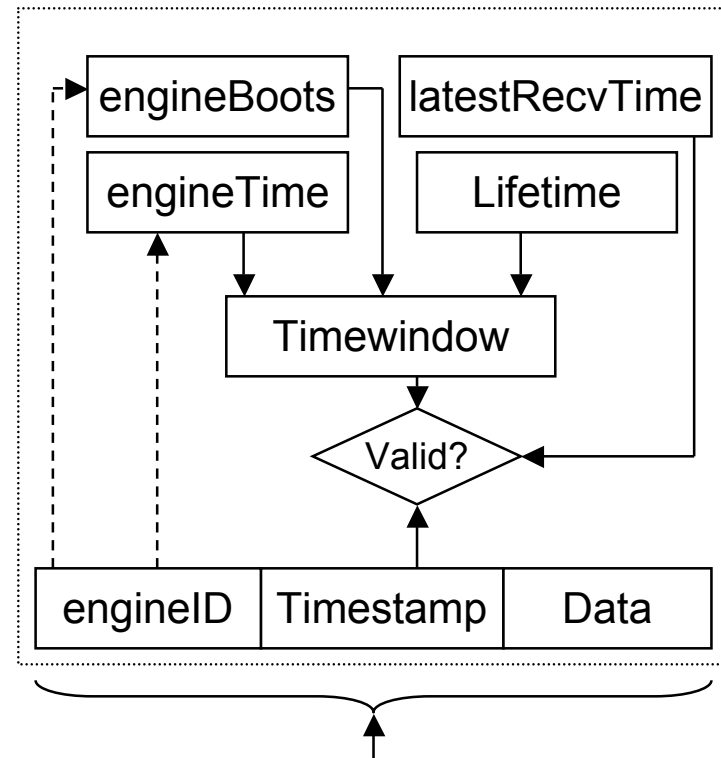 engineBoots
latestRecvTime
engineTime
Lifetime
Timewindow
Valid?
engineID
Timestamp
Data